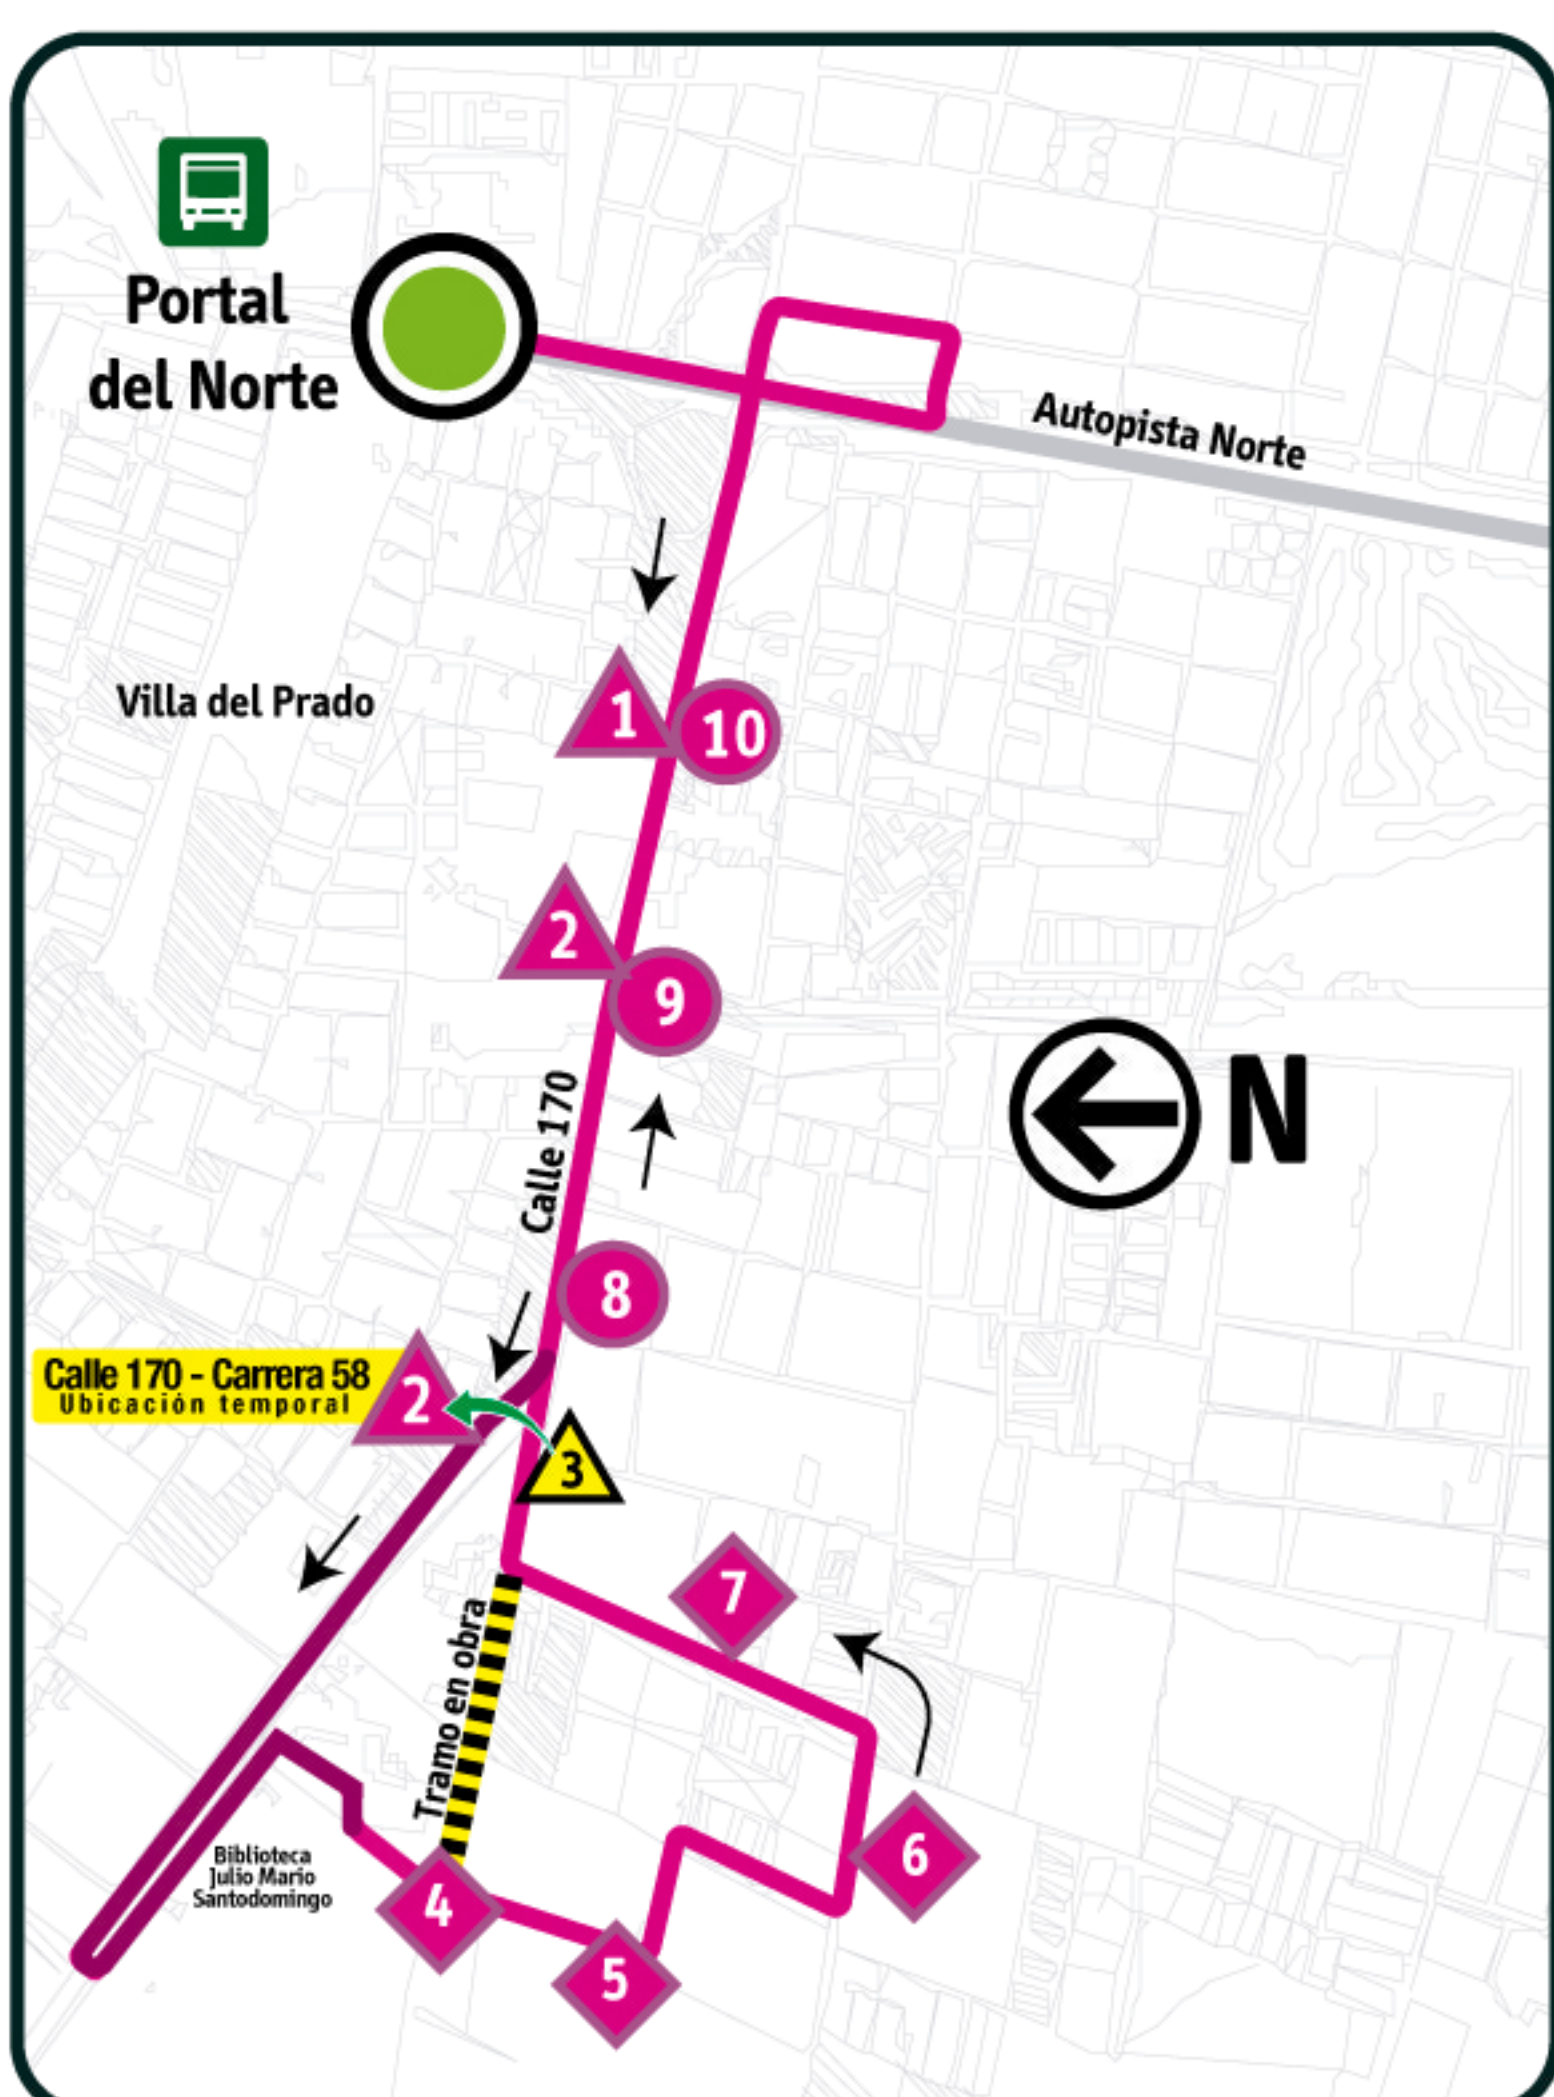 Portal
del Norte
Autopista Norte
Villa del Prado
1
10
2
9
Calle 170
N
8
Calle 170 - Carrera 58
Ubicación temporal
2
3
7
Tramo en obra
6
Biblioteca
Julio Mario
Santodomingo
4
5